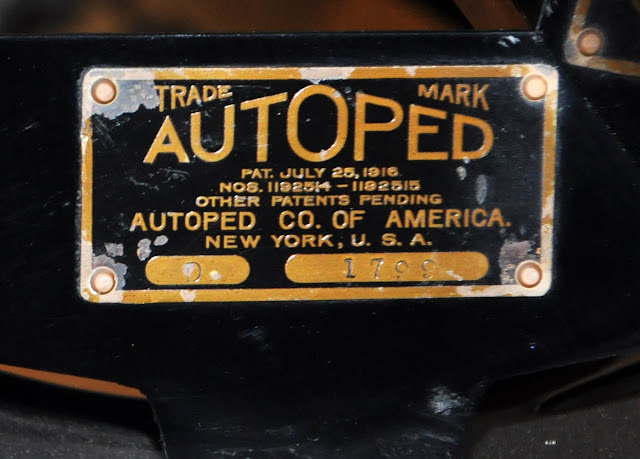 TRADE MARK
AUTOPED
PAT. JULY 25, 1916
NOS. 1192514 - 1192515
OTHER PATENTS PENDING
AUTOPED CO. OF AMERICA.
NEW YORK, U. S. A.
D 1799